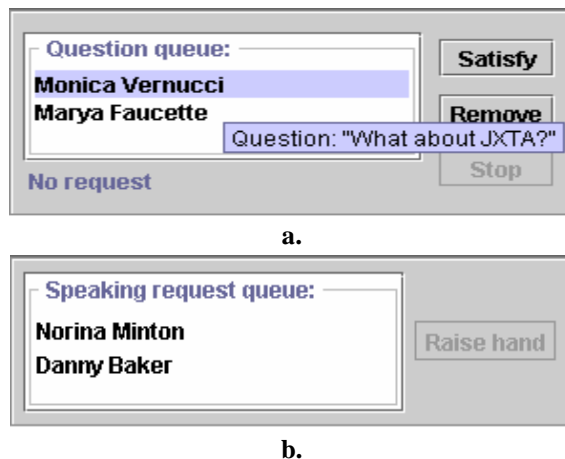 Question queue:
Satisfy
Monica Vernucci
Marya Faucette
Remove
Question: "What about JXTA?"
Stop
No request
a.
Speaking request queue:
Norina Minton
Raise hand
Danny Baker
b.